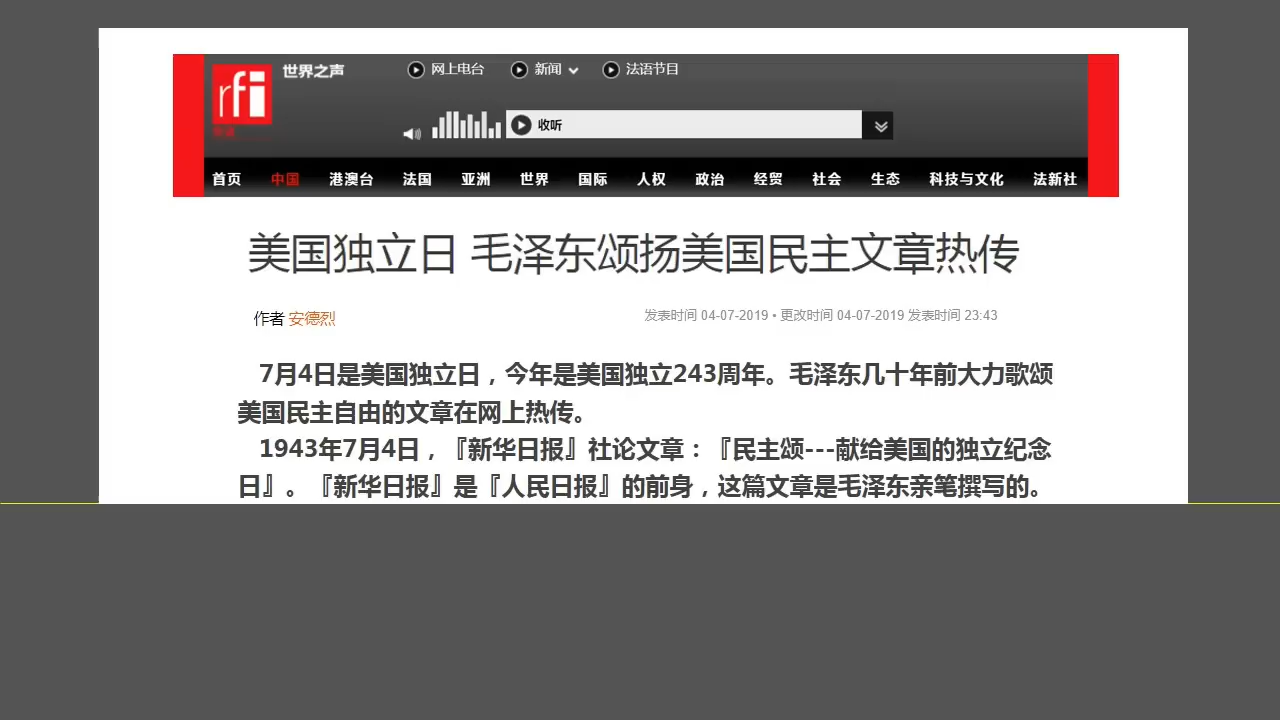 rfi 世界之声
网上电台 新闻 法语节目
收听
首页 中国 港澳台 法国 亚洲 世界 国际 人权 政治 经贸 社会 生态 科技与文化 法新社
美国独立日 毛泽东颂扬美国民主文章热传
作者 安德烈 发表时间 04-07-2019 • 更改时间 04-07-2019 发表时间 23:43
7月4日是美国独立日，今年是美国独立243周年。毛泽东几十年前大力歌颂
美国民主自由的文章在网上热传。
1943年7月4日，『新华日报』社论文章：『民主颂---献给美国的独立纪念
日』。『新华日报』是『人民日报』的前身，这篇文章是毛泽东亲笔撰写的。